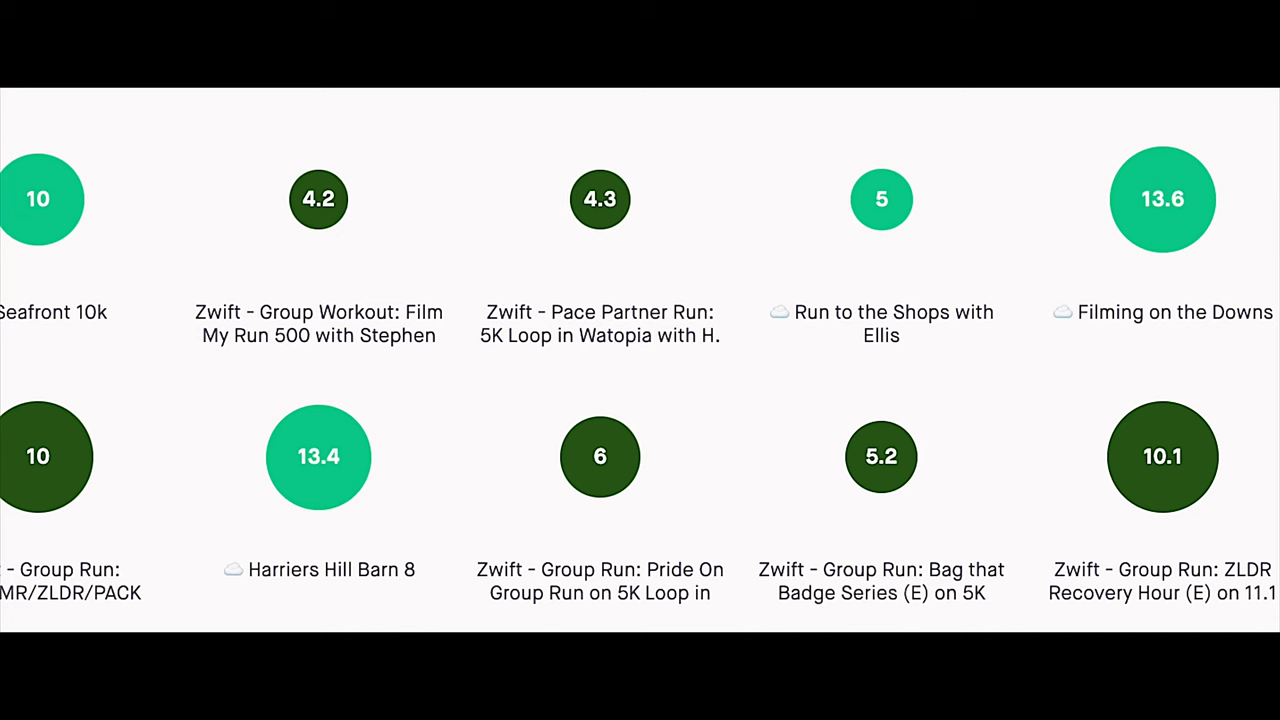 10
4.2
4.3
5
13.6
Seafront 10k
Zwift - Group Workout: Film
My Run 500 with Stephen
Zwift - Pace Partner Run:
5K Loop in Watopia with H.
☁️ Run to the Shops with
Ellis
☁️ Filming on the Downs
10
13.4
6
5.2
10.1
- Group Run:
MR/ZLDR/PACK
☁️ Harriers Hill Barn 8
Zwift - Group Run: Pride On
Group Run on 5K Loop in
Zwift - Group Run: Bag that
Badge Series (E) on 5K
Zwift - Group Run: ZLDR
Recovery Hour (E) on 11.1